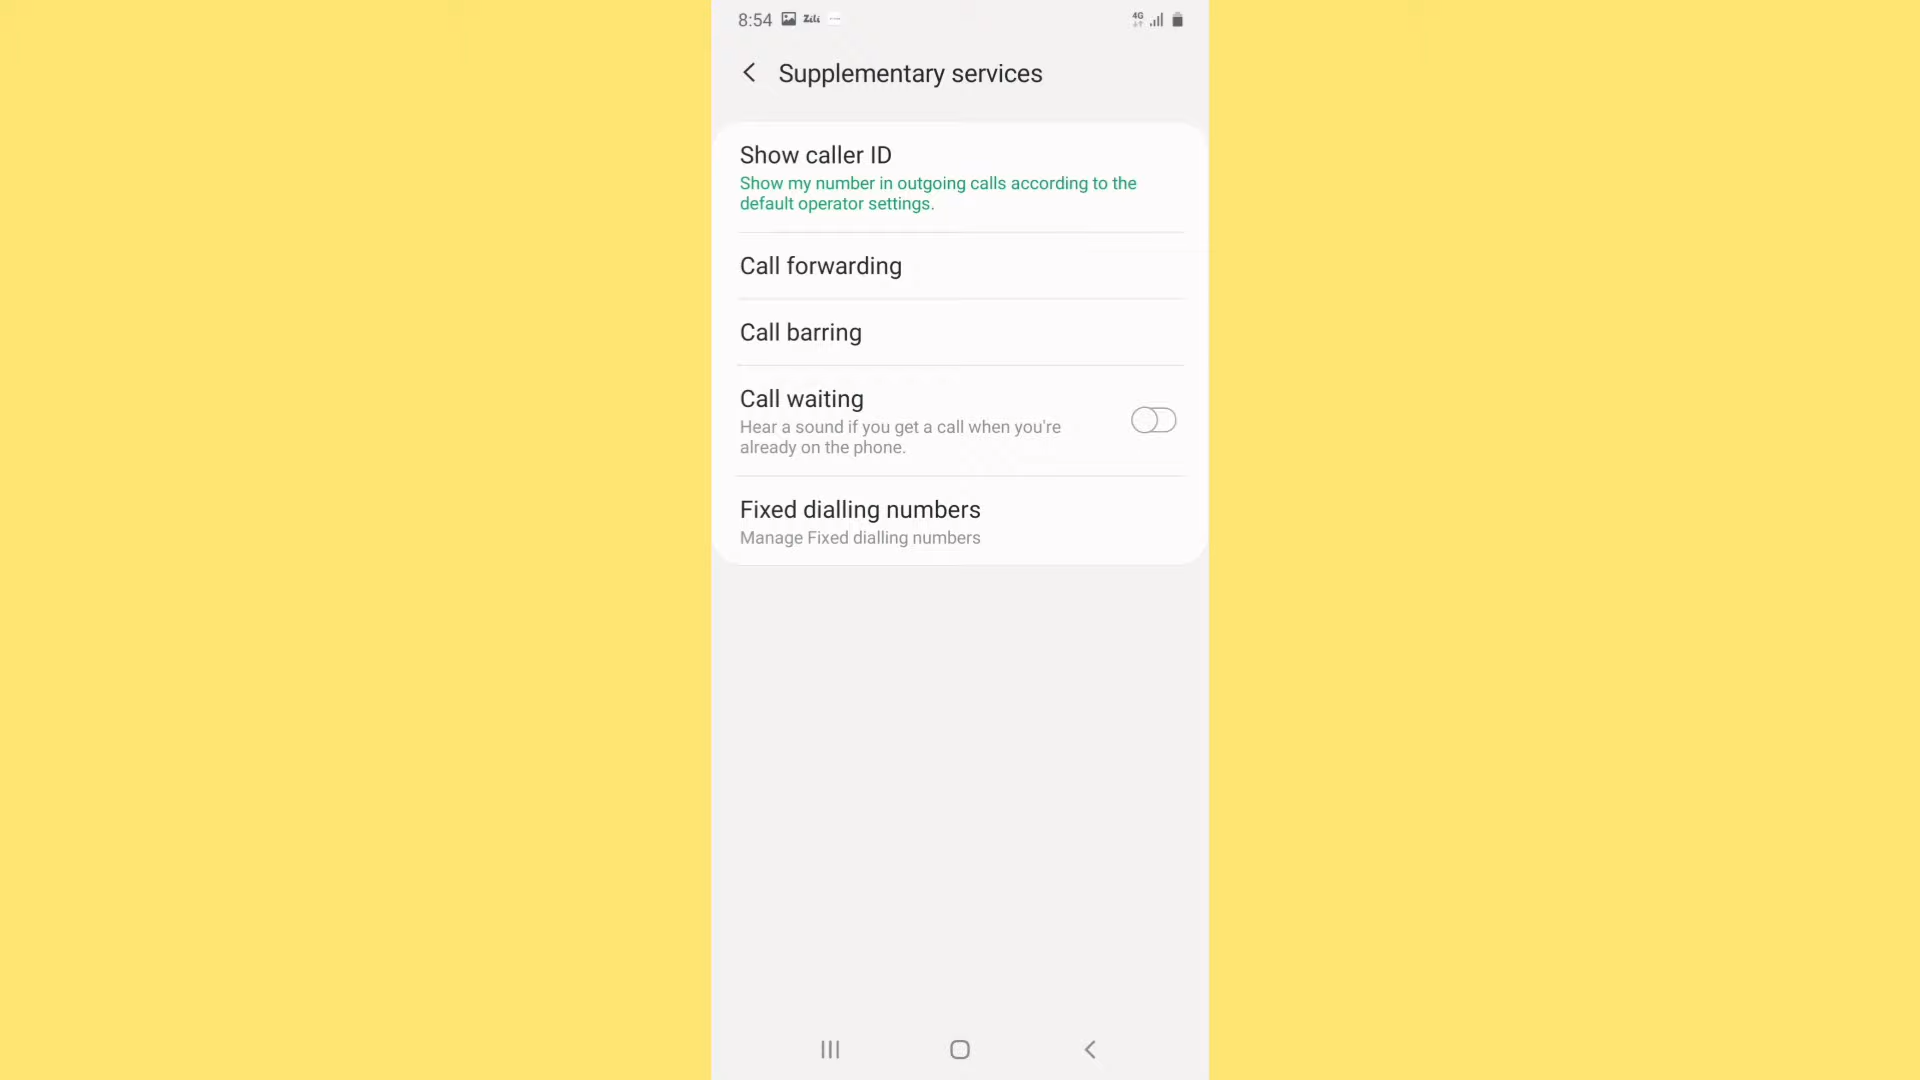 8:54 Zili
4G
Supplementary services
Show caller ID
Show my number in outgoing calls according to the
default operator settings.
Call forwarding
Call barring
Call waiting
Hear a sound if you get a call when you're
already on the phone.
Fixed dialling numbers
Manage Fixed dialling numbers